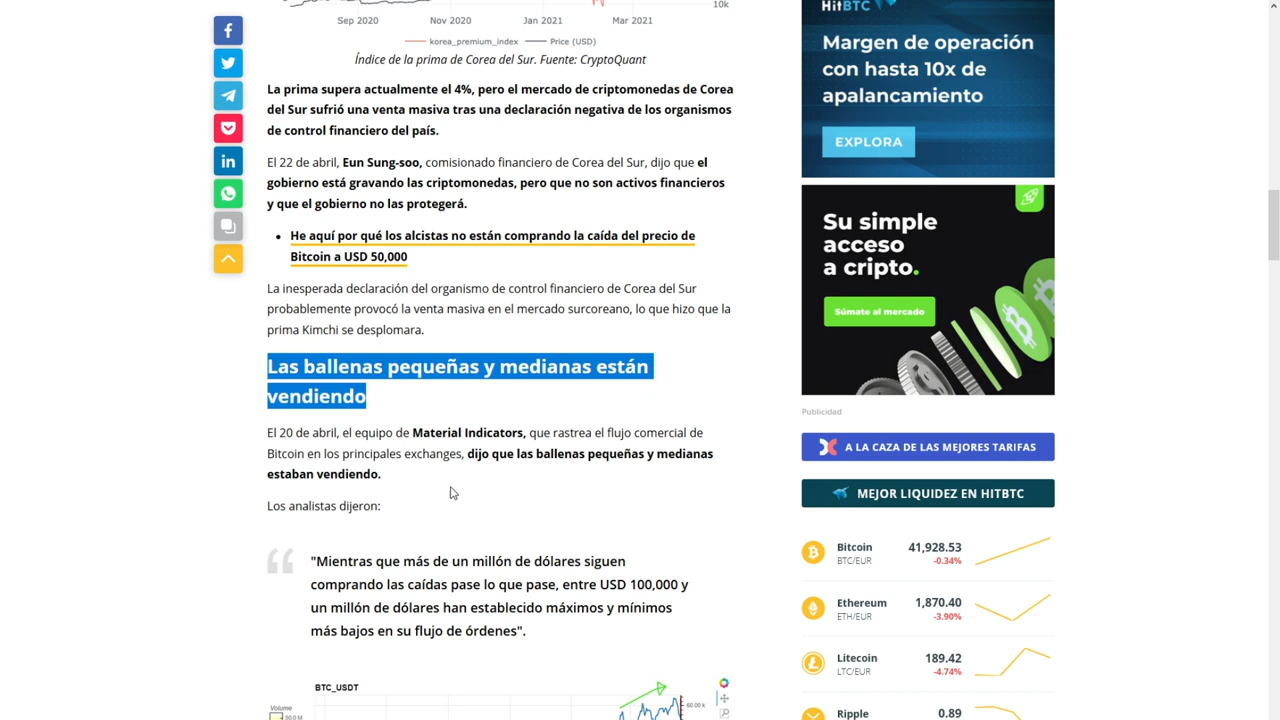 Sep 2020 Nov 2020 Jan 2021 Mar 2021 10k
korea_premium_index Price (USD)
Índice de la prima de Corea del Sur. Fuente: CryptoQuant
La prima supera actualmente el 4%, pero el mercado de criptomonedas de Corea
del Sur sufrió una venta masiva tras una declaración negativa de los organismos
de control financiero del país.
El 22 de abril, Eun Sung-soo, comisionado financiero de Corea del Sur, dijo que el
gobierno está gravando las criptomonedas, pero que no son activos financieros
y que el gobierno no las protegerá.
He aquí por qué los alcistas no están comprando la caída del precio de
Bitcoin a USD 50,000
La inesperada declaración del organismo de control financiero de Corea del Sur
probablemente provocó la venta masiva en el mercado surcoreano, lo que hizo que la
prima Kimchi se desplomara.
Las ballenas pequeñas y medianas están
vendiendo
El 20 de abril, el equipo de Material Indicators, que rastrea el flujo comercial de
Bitcoin en los principales exchanges, dijo que las ballenas pequeñas y medianas
estaban vendiendo.
Los analistas dijeron:
"Mientras que más de un millón de dólares siguen
comprando las caídas pase lo que pase, entre USD 100,000 y
un millón de dólares han establecido máximos y mínimos
más bajos en su flujo de órdenes".
BTC_USDT
Volume
60.00 k
HitBTC
Margen de operación
con hasta 10x de
apalancamiento
EXPLORA
Su simple
acceso
a cripto.
Súmate al mercado
Publicidad
A LA CAZA DE LAS MEJORES TARIFAS
MEJOR LIQUIDEZ EN HITBTC
Bitcoin 41,928.53
BTC/EUR -0.34%
Ethereum 1,870.40
ETH/EUR -3.90%
Litecoin 189.42
LTC/EUR -4.74%
Ripple 0.89